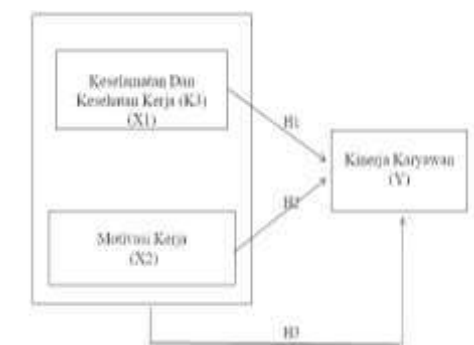 Keselamatan Dan
Kesehatan Kerja (K3)
(X1)
H1
Kinerja Karyawan
(Y)
H2
Motivasi Kerja
(X2)
H3